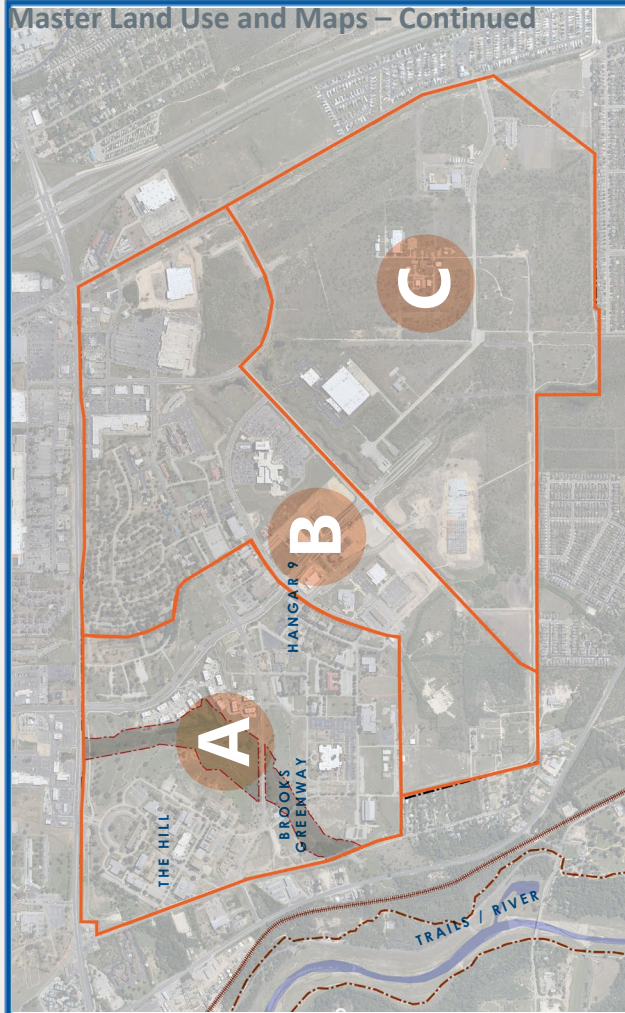 Master Land Use and Maps – Continued
C
B
HANGAR 9
A
BROOKS
GREENWAY
THE HILL
TRAILS / RIVER